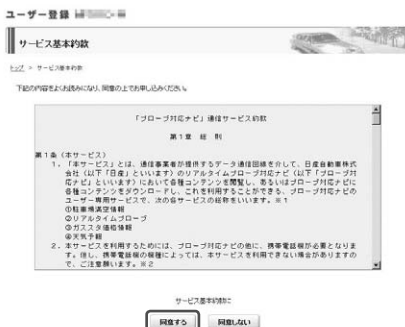 ユーザー登録
サービス基本約款
トップ > サービス基本約款
下記の内容をよくお読みになり、同意の上でお申し込みください。
「プローブ対応ナビ」通信サービス約款
第1章 総 則
第1条（本サービス）
1．「本サービス」とは、通信事業者が提供するデータ通信回線を介して、日産自動車株式
会社（以下「日産」といいます）のリアルタイムプローブ対応ナビ（以下「プローブ対
応ナビ」といいます）において各種コンテンツを閲覧し、あるいはプローブ対応ナビに
各種コンテンツをダウンロードし、これを利用することができる、プローブ対応ナビの
ユーザー専用サービスで、次の各サービスの総称をいいます。※1
①駐車場満空情報
②リアルタイムプローブ
③ガススタ価格情報
④天気予報
2．本サービスを利用するためには、プローブ対応ナビの他に、携帯電話機が必要となりま
す。但し、携帯電話機の機種によっては、本サービスを利用できない場合がありますの
で、ご注意願います。※2
サービス基本約款に
同意する
同意しない